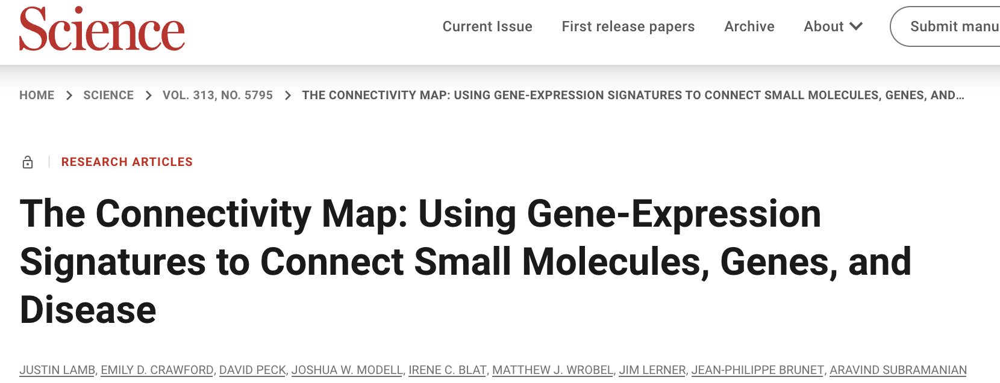 Science
Current Issue First release papers Archive About Submit manu
HOME SCIENCE VOL. 313, NO. 5795 THE CONNECTIVITY MAP: USING GENE-EXPRESSION SIGNATURES TO CONNECT SMALL MOLECULES, GENES, AND...
RESEARCH ARTICLES
The Connectivity Map: Using Gene-Expression
Signatures to Connect Small Molecules, Genes, and
Disease
JUSTIN LAMB, EMILY D. CRAWFORD, DAVID PECK, JOSHUA W. MODELL, IRENE C. BLAT, MATTHEW J. WROBEL, JIM LERNER, JEAN-PHILIPPE BRUNET, ARAVIND SUBRAMANIAN